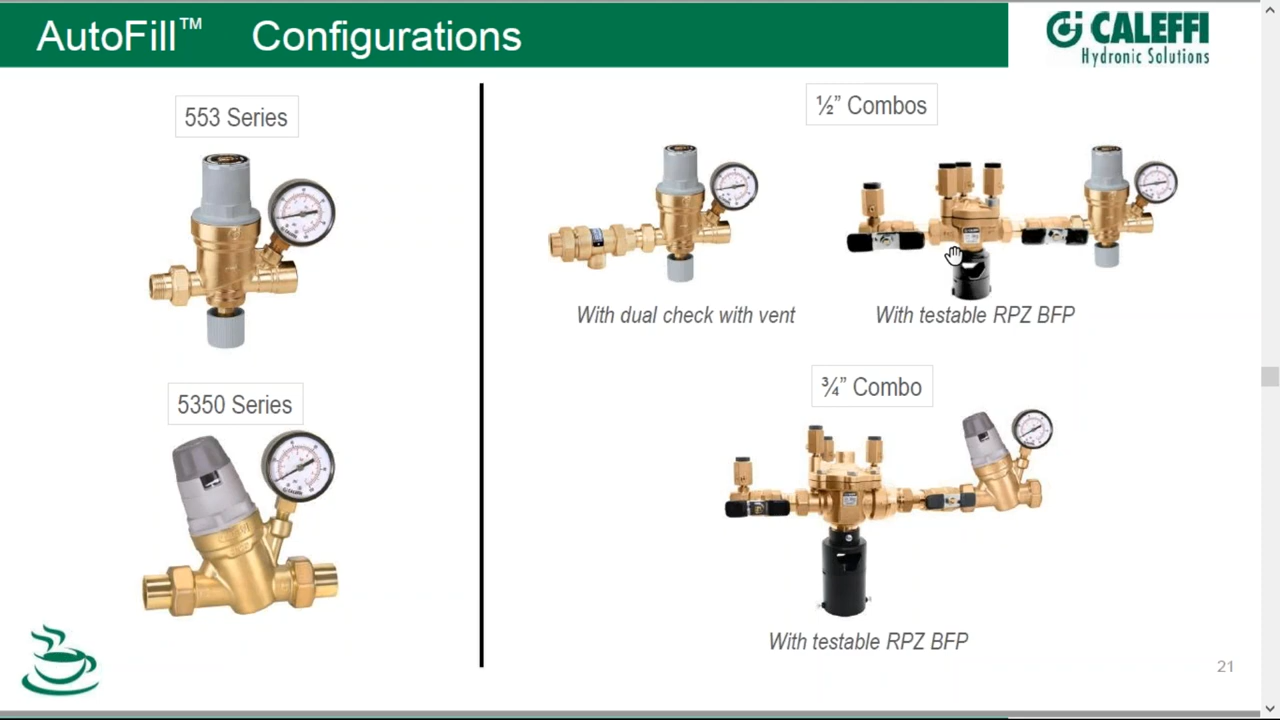 AutoFill™ Configurations
CALEFFI
Hydronic Solutions
553 Series
½” Combos
With dual check with vent
With testable RPZ BFP
5350 Series
¾” Combo
With testable RPZ BFP
21